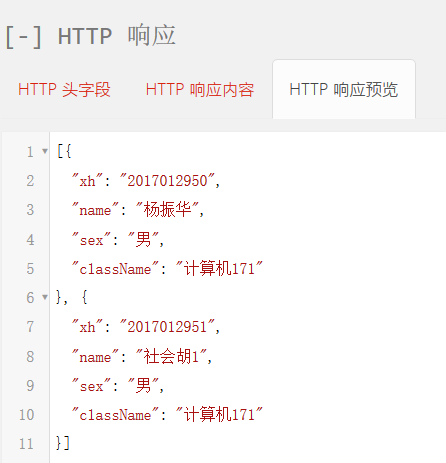 [-] HTTP 响应
HTTP 头字段 HTTP 响应内容 HTTP 响应预览
1 [{
2 "xh": "2017012950",
3 "name": "杨振华",
4 "sex": "男",
5 "className": "计算机171"
6 }, {
7 "xh": "2017012951",
8 "name": "社会胡1",
9 "sex": "男",
10 "className": "计算机171"
11 }]